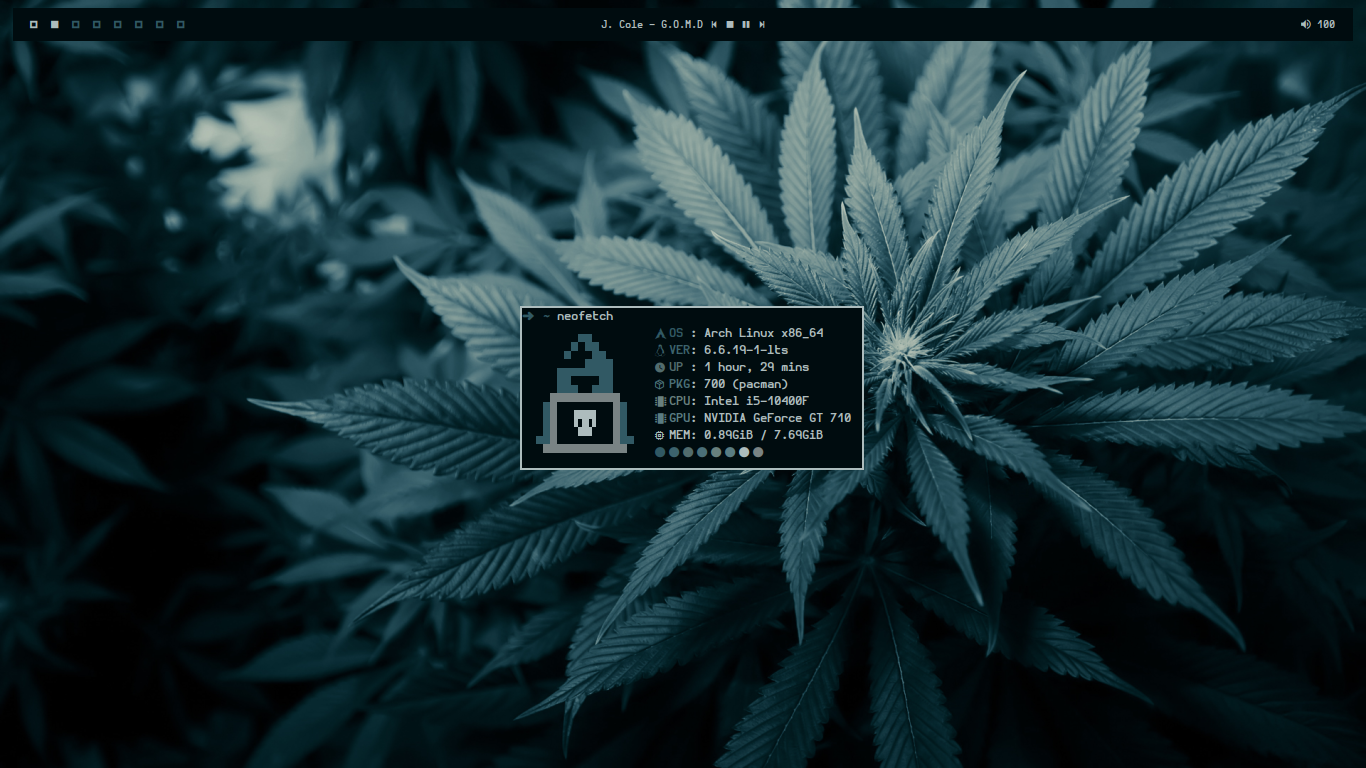 J. Cole - G.O.M.D
100
➜ ~ neofetch
OS : Arch Linux x86_64
VER: 6.6.19-1-lts
UP : 1 hour, 29 mins
PKG: 700 (pacman)
CPU: Intel i5-10400F
GPU: NVIDIA GeForce GT 710
MEM: 0.89GiB / 7.69GiB